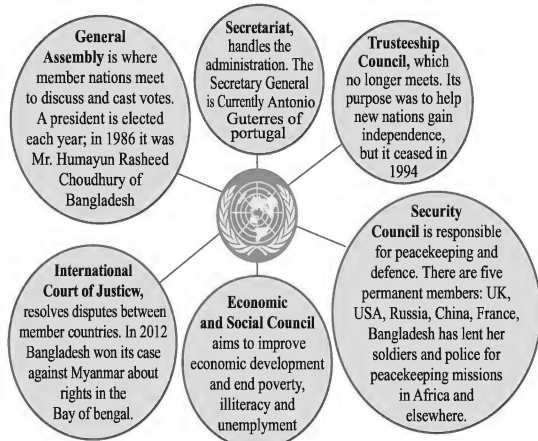 General
Assembly is where
member nations meet
to discuss and cast votes.
A president is elected
each year; in 1986 it was
Mr. Humayun Rasheed
Choudhury of
Bangladesh
Secretariat,
handles the
administration. The
Secretary General
is Currently Antonio
Guterres of
portugal
Trusteeship
Council, which
no longer meets. Its
purpose was to help
new nations gain
independence,
but it ceased in
1994
International
Court of Justicw,
resolves disputes between
member countries. In 2012
Bangladesh won its case
against Myanmar about
rights in the
Bay of bengal.
Economic
and Social Council
aims to improve
economic development
and end poverty,
illiteracy and
unemplyment
Security
Council is responsible
for peacekeeping and
defence. There are five
permanent members: UK,
USA, Russia, China, France,
Bangladesh has lent her
soldiers and police for
peacekeeping missions
in Africa and
elsewhere.